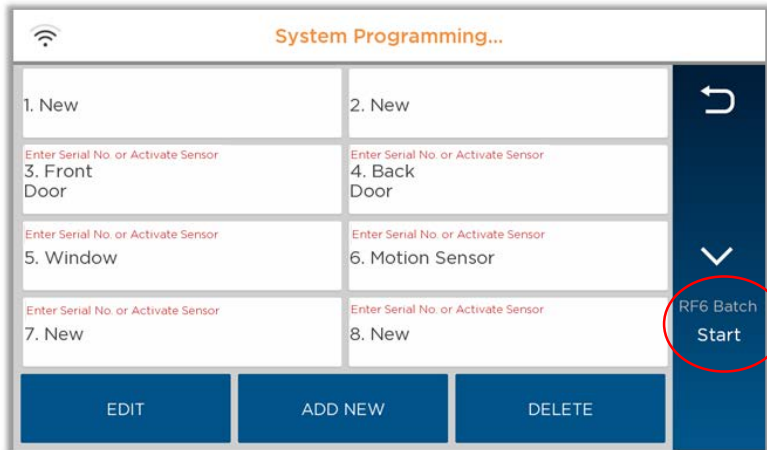 System Programming...
1. New
2. New
Enter Serial No. or Activate Sensor
3. Front
Door
Enter Serial No. or Activate Sensor
4. Back
Door
Enter Serial No. or Activate Sensor
5. Window
Enter Serial No. or Activate Sensor
6. Motion Sensor
Enter Serial No. or Activate Sensor
7. New
Enter Serial No. or Activate Sensor
8. New
RF6 Batch
Start
EDIT
ADD NEW
DELETE